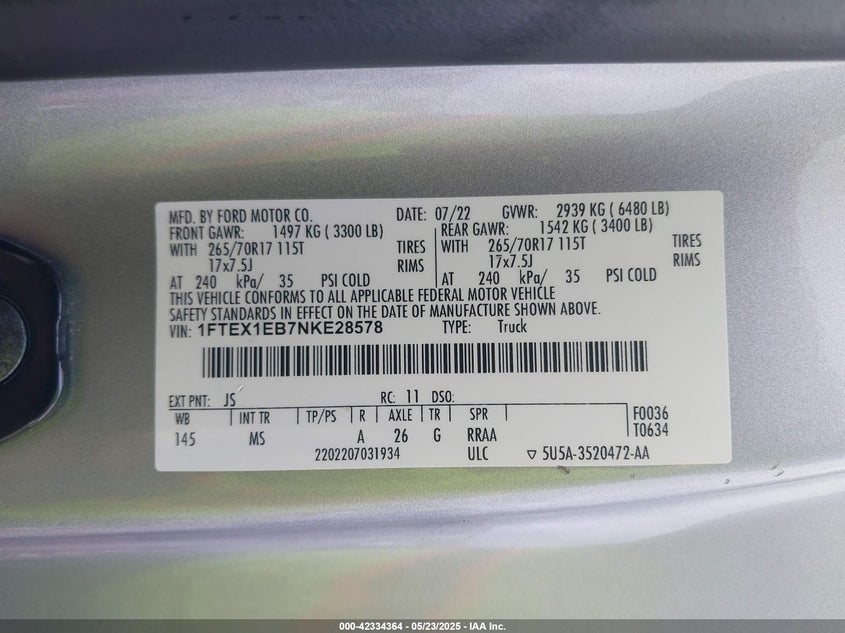 MFD. BY FORD MOTOR CO. DATE: 07/22 GVWR: 2939 KG ( 6480 LB)
FRONT GAWR: 1497 KG ( 3300 LB) REAR GAWR: 1542 KG ( 3400 LB)
WITH 265/70R17 115T TIRES WITH 265/70R17 115T TIRES
17x7.5J RIMS 17x7.5J RIMS
AT 240 kPa/ 35 PSI COLD AT 240 kPa/ 35 PSI COLD
THIS VEHICLE CONFORMS TO ALL APPLICABLE FEDERAL MOTOR VEHICLE
SAFETY STANDARDS IN EFFECT ON THE DATE OF MANUFACTURE SHOWN ABOVE.
VIN: 1FTEX1EB7NKE28578 TYPE: Truck
EXT PNT: JS RC: 11 DSO:
WB INT TR TP/PS R AXLE TR SPR F0036
145 MS A 26 G RRAA T0634
2202207031934 ULC ▽ 5U5A-3520472-AA
000-42334364 - 05/23/2025 - IAA Inc.